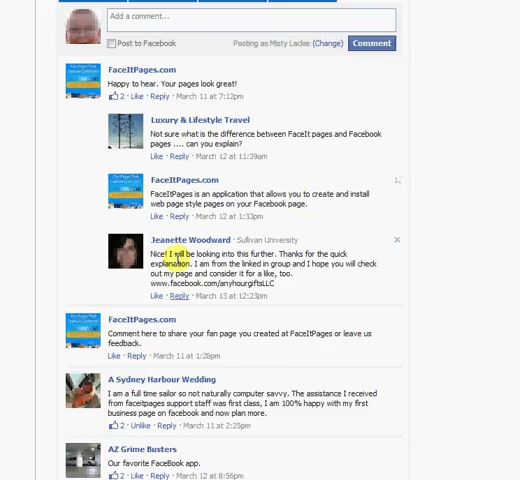 Add a comment...
Post to Facebook
Posting as Misty Lackie (Change)
Comment
FaceItPages.com
Happy to hear. Your pages look great!
2 · Like · Reply · March 11 at 7:12pm
Luxury & Lifestyle Travel
Not sure what is the difference between FaceIt pages and Facebook
pages .... can you explain?
Like · Reply · March 12 at 11:39am
FaceItPages.com
FaceItPages is an application that allows you to create and install
web page style pages on your Facebook page.
Like · Reply · March 12 at 1:33pm
Jeanette Woodward · Sullivan University
Nice! I will be looking into this further. Thanks for the quick
explanation. I am from the linked in group and I hope you will check
out my page and consider it for a like, too.
www.facebook.com/anyhourgiftsLLC
Like · Reply · March 13 at 12:23pm
FaceItPages.com
Comment here to share your fan page you created at FaceItPages or leave us
feedback.
Like · Reply · March 11 at 1:28pm
A Sydney Harbour Wedding
I am a full time sailor so not naturally computer savvy. The assistance I received
from faceitpages support staff was first class, I am 100% happy with my first
business page on facebook and now plan more.
2 · Unlike · Reply · March 11 at 2:25pm
AZ Grime Busters
Our favorite FaceBook app.
2 · Like · Reply · March 12 at 8:56pm